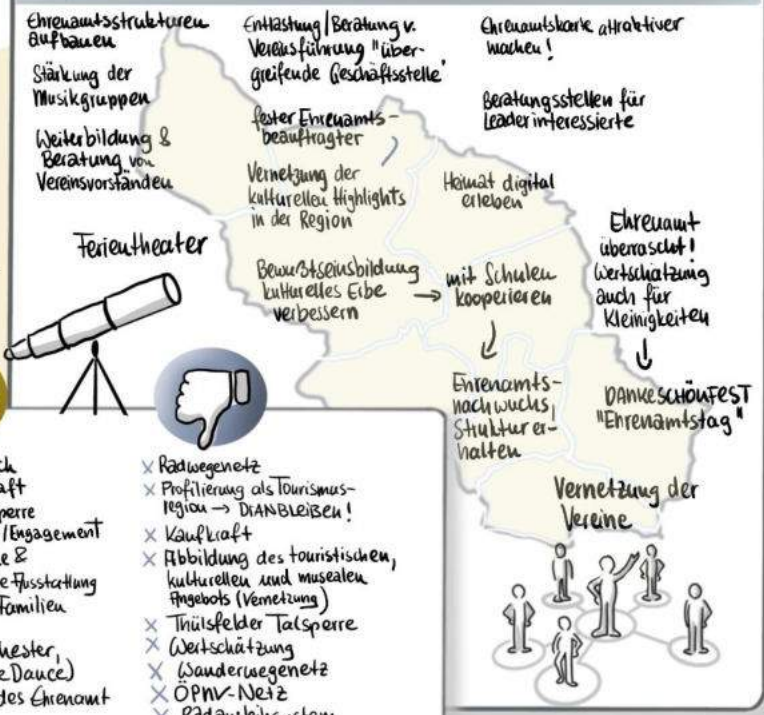 Ehrenamtsstrukturen
aufbauen
Stärkung der
Musikgruppen
Weiterbildung &
Beratung von
Vereinsvorständen
Entlastung/Beratung v.
Vereinsführung "über-
greifende Geschäftsstelle"
fester Ehrenamts-
beauftragter
Vernetzung der
kulturellen Highlights
in der Region
Ehrenamtskarte attraktiver
machen!
Beratungsstellen für
Leaderinteressierte
Heimat digital
erleben
Ferientheater
Bewußtseinsbildung
kulturelles Erbe
verbessern
→ mit Schulen
kooperieren
Ehrenamts-
nachwuchs,
Struktur er-
halten
Ehrenamt
überrascht!
Wertschätzung
auch für
Kleinigkeiten
DANKESCHÖNFEST
"Ehrenamtstag"
Vernetzung der
Vereine
x Radwegenetz
x Profilierung als Tourismus-
region → DRANBLEIBEN!
x Kaufkraft
x Abbildung des touristischen,
kulturellen und musealen
Angebots (Vernetzung)
x Thülsfelder Talsperre
x Wertschätzung
x Wanderwegenetz
x ÖPNV-Netz
/Engagement
Familien
des Ehrenamt